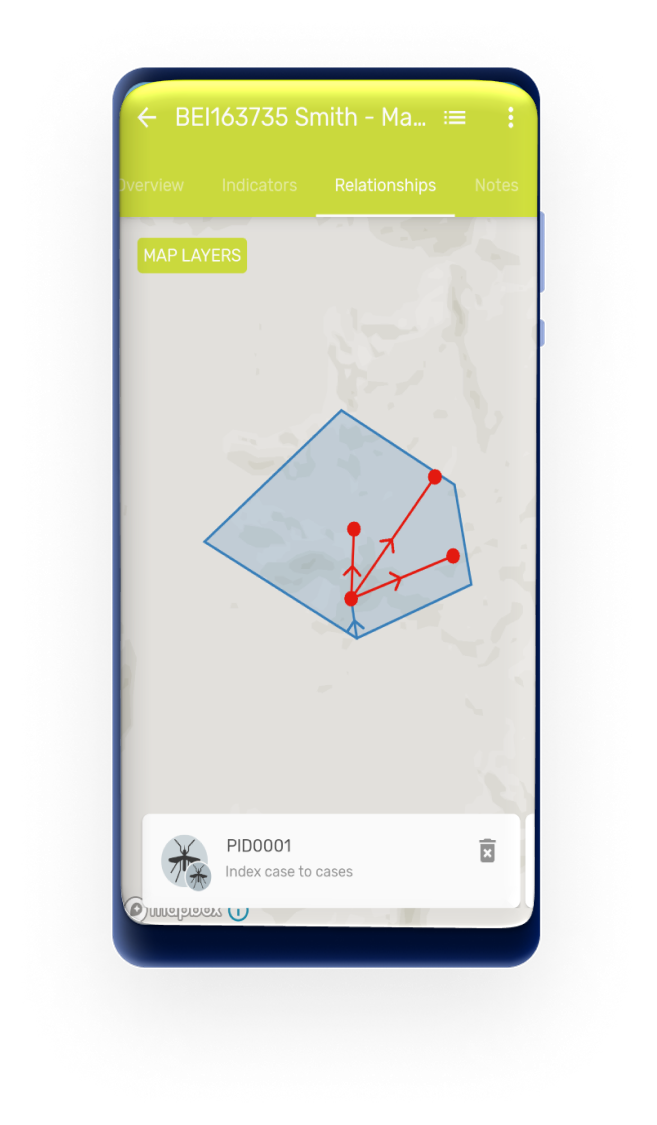 BEI163735 Smith - Ma...
Overview Indicators Relationships Notes
MAP LAYERS
PID0001
Index case to cases
mapbox